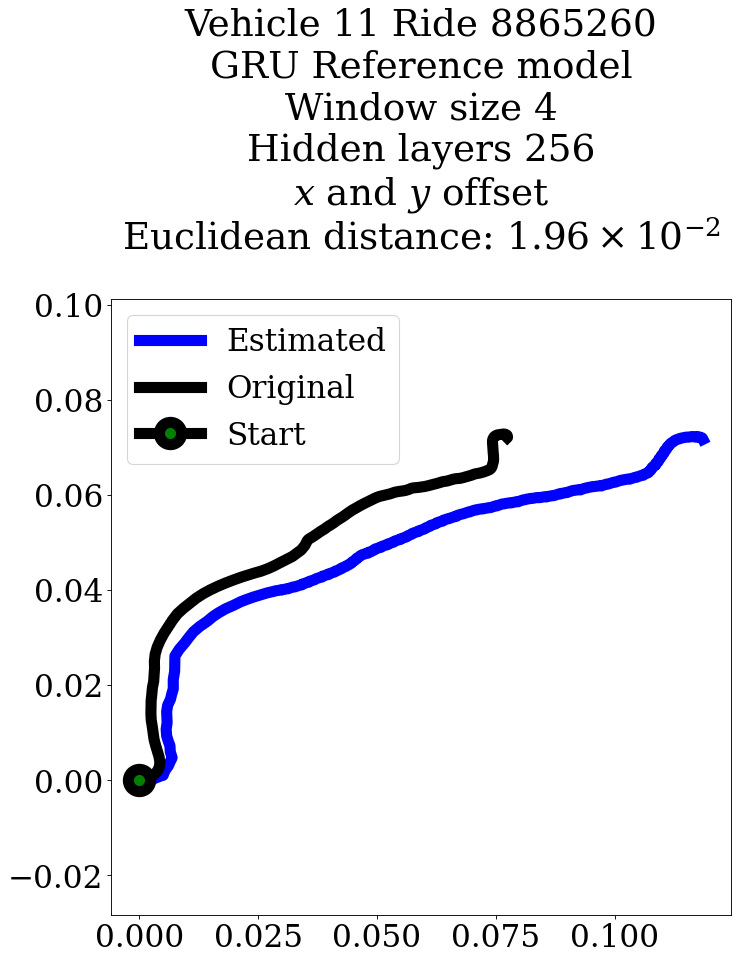 Vehicle 11 Ride 8865260
GRU Reference model
Window size 4
Hidden layers 256
x and y offset
Euclidean distance: 1.96 × 10⁻²
0.10
0.08
0.06
0.04
0.02
0.00
−0.02
Estimated
Original
Start
0.000 0.025 0.050 0.075 0.100